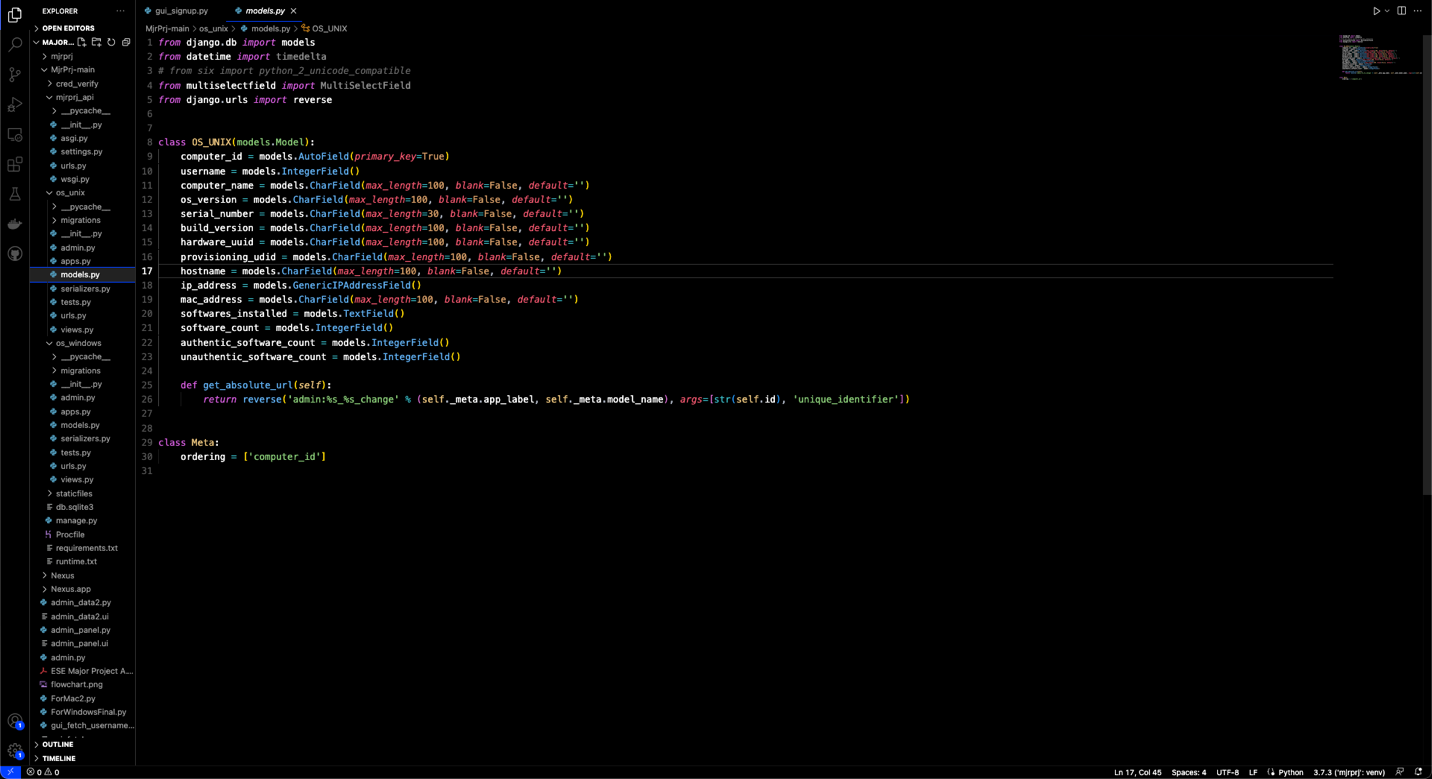 EXPLORER
...
OPEN EDITORS
MAJOR...
mjrprj
MjrPrj-main
cred_verify
mjrprj_api
__pycache__
__init__.py
asgi.py
settings.py
urls.py
wsgi.py
os_unix
__pycache__
migrations
__init__.py
admin.py
apps.py
models.py
serializers.py
tests.py
urls.py
views.py
os_windows
__pycache__
migrations
__init__.py
admin.py
apps.py
models.py
serializers.py
tests.py
urls.py
views.py
staticfiles
db.sqlite3
manage.py
Procfile
requirements.txt
runtime.txt
Nexus
Nexus.app
admin_data2.py
admin_data2.ui
admin_panel.py
admin_panel.ui
admin.py
ESE Major Project A...
flowchart.png
ForMac2.py
ForWindowsFinal.py
gui_fetch_username...
OUTLINE
TIMELINE
1
1
gui_signup.py
models.py
MjrPrj-main > os_unix > models.py > OS_UNIX
1 from django.db import models
2 from datetime import timedelta
3 # from six import python_2_unicode_compatible
4 from multiselectfield import MultiSelectField
5 from django.urls import reverse
6
7
8 class OS_UNIX(models.Model):
9     computer_id = models.AutoField(primary_key=True)
10     username = models.IntegerField()
11     computer_name = models.CharField(max_length=100, blank=False, default='')
12     os_version = models.CharField(max_length=100, blank=False, default='')
13     serial_number = models.CharField(max_length=30, blank=False, default='')
14     build_version = models.CharField(max_length=100, blank=False, default='')
15     hardware_uuid = models.CharField(max_length=100, blank=False, default='')
16     provisioning_udid = models.CharField(max_length=100, blank=False, default='')
17     hostname = models.CharField(max_length=100, blank=False, default='')
18     ip_address = models.GenericIPAddressField()
19     mac_address = models.CharField(max_length=100, blank=False, default='')
20     softwares_installed = models.TextField()
21     software_count = models.IntegerField()
22     authentic_software_count = models.IntegerField()
23     unauthentic_software_count = models.IntegerField()
24
25     def get_absolute_url(self):
26         return reverse('admin:%s_%s_change' % (self._meta.app_label, self._meta.model_name), args=[str(self.id), 'unique_identifier'])
27
28
29 class Meta:
30     ordering = ['computer_id']
31
0 0
Ln 17, Col 45 Spaces: 4 UTF-8 LF Python 3.7.3 ('mjrprj': venv)